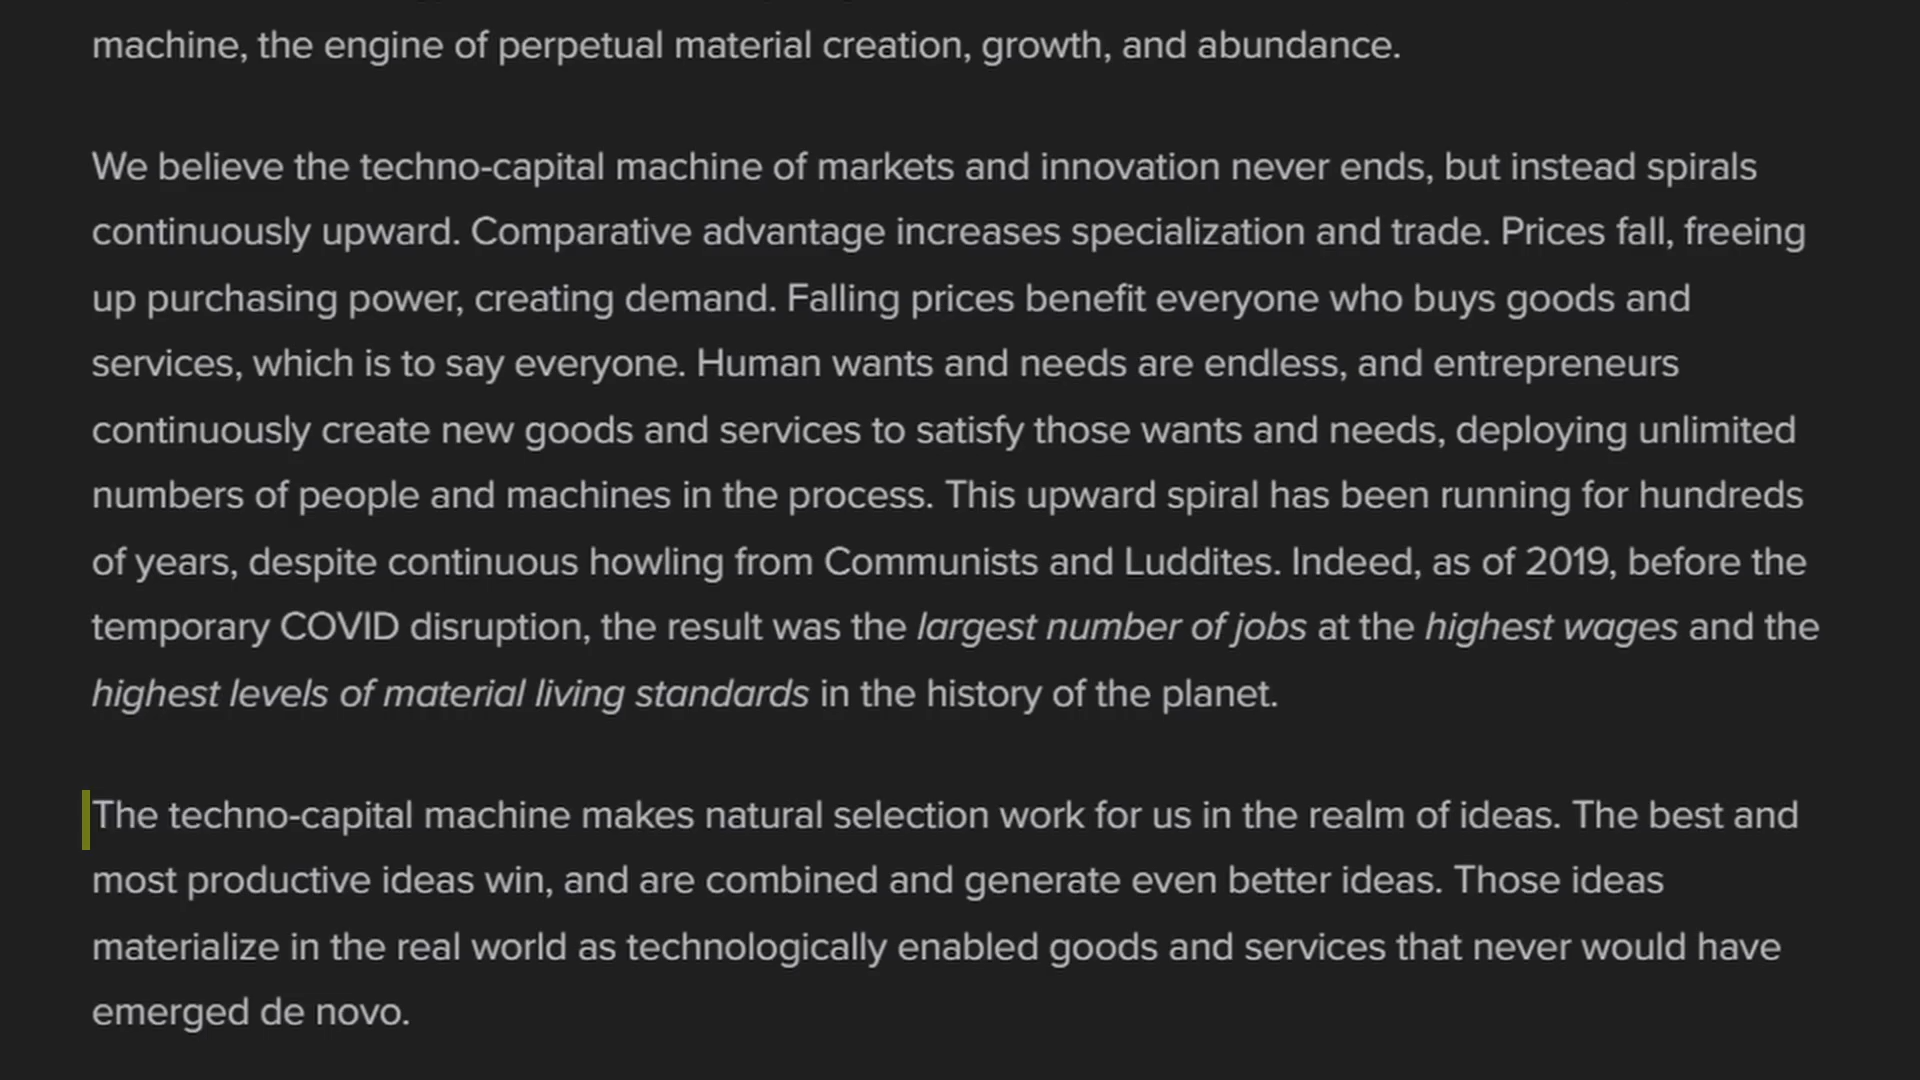 machine, the engine of perpetual material creation, growth, and abundance.
We believe the techno-capital machine of markets and innovation never ends, but instead spirals
continuously upward. Comparative advantage increases specialization and trade. Prices fall, freeing
up purchasing power, creating demand. Falling prices benefit everyone who buys goods and
services, which is to say everyone. Human wants and needs are endless, and entrepreneurs
continuously create new goods and services to satisfy those wants and needs, deploying unlimited
numbers of people and machines in the process. This upward spiral has been running for hundreds
of years, despite continuous howling from Communists and Luddites. Indeed, as of 2019, before the
temporary COVID disruption, the result was the largest number of jobs at the highest wages and the
highest levels of material living standards in the history of the planet.
The techno-capital machine makes natural selection work for us in the realm of ideas. The best and
most productive ideas win, and are combined and generate even better ideas. Those ideas
materialize in the real world as technologically enabled goods and services that never would have
emerged de novo.